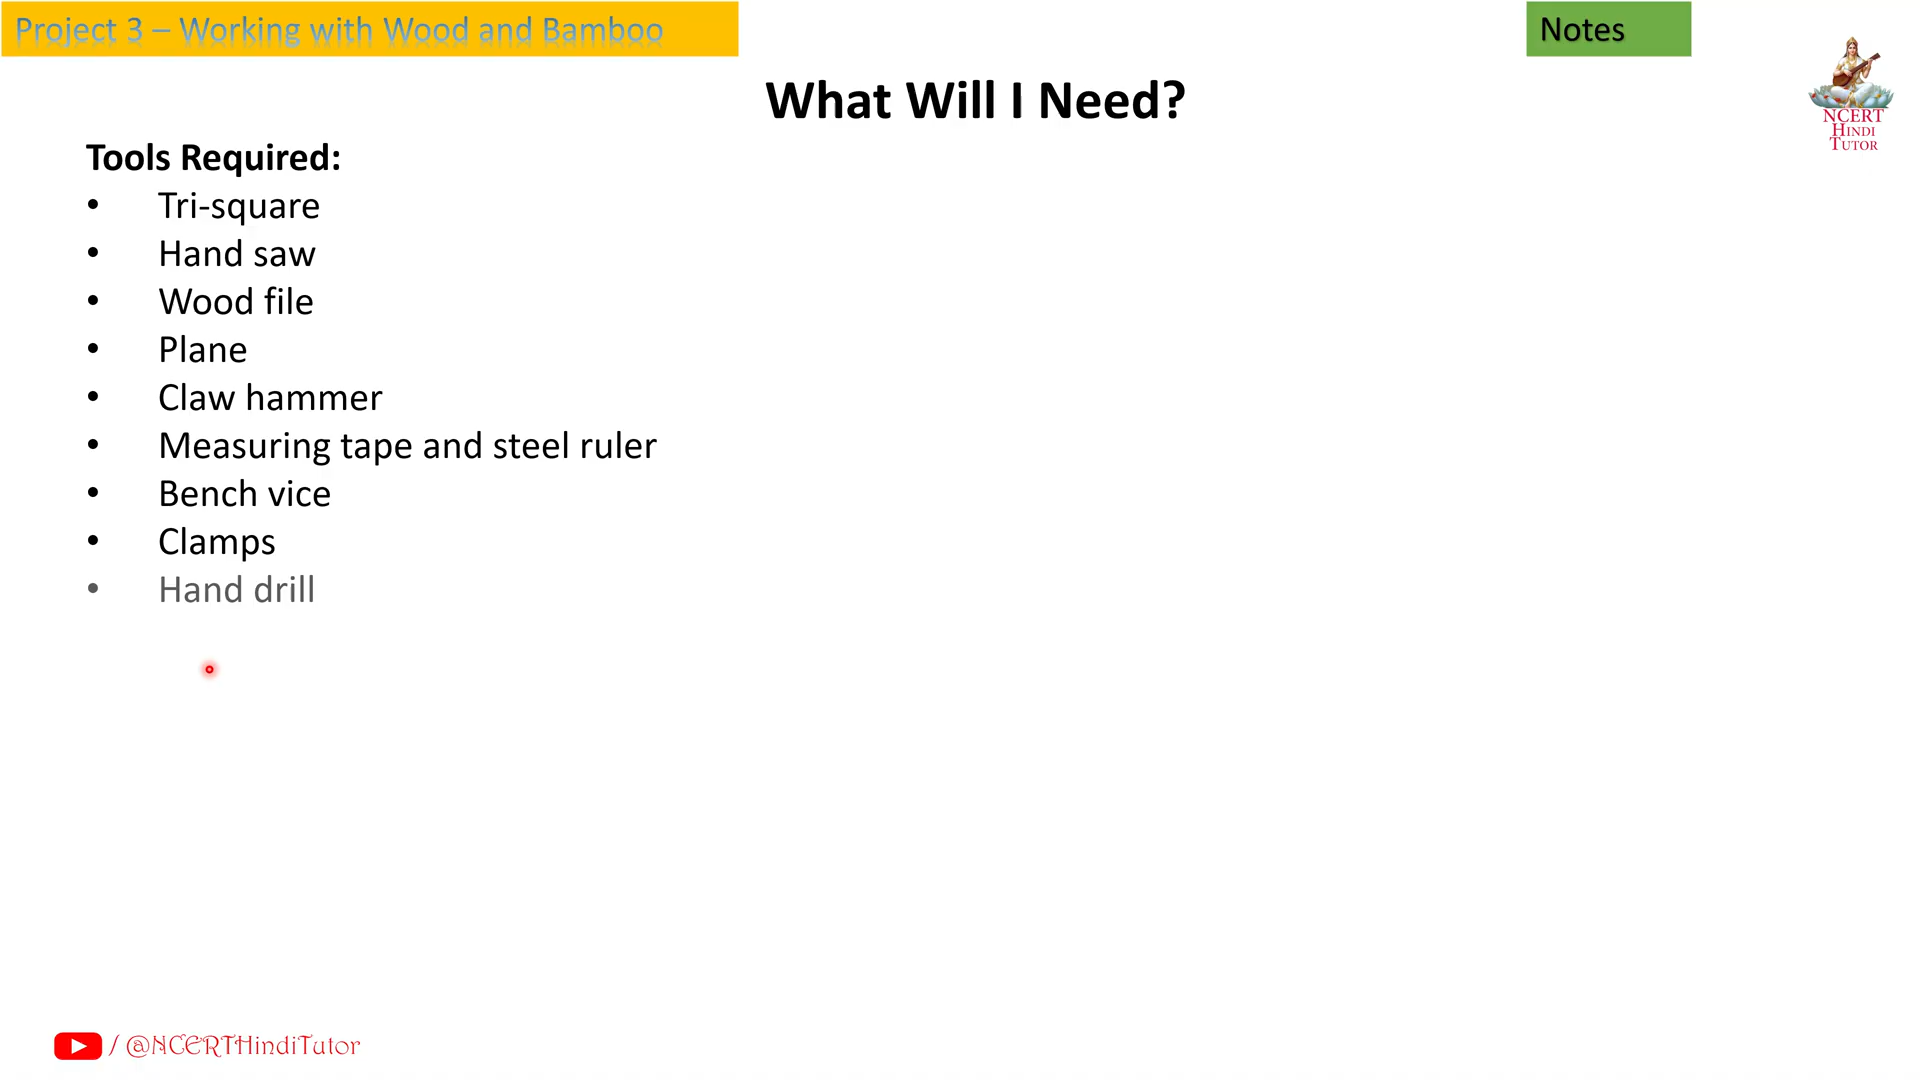 Project 3 – Working with Wood and Bamboo
Notes
NCERT
HINDI
TUTOR
What Will I Need?
Tools Required:
• Tri-square
• Hand saw
• Wood file
• Plane
• Claw hammer
• Measuring tape and steel ruler
• Bench vice
• Clamps
• Hand drill
/ @NCERTHindiTutor